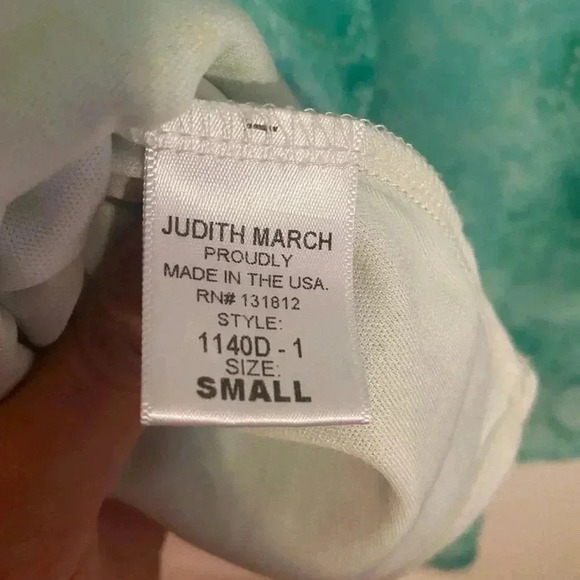 JUDITH MARCH
PROUDLY
MADE IN THE USA.
RN# 131812
STYLE:
1140D - 1
SIZE:
SMALL